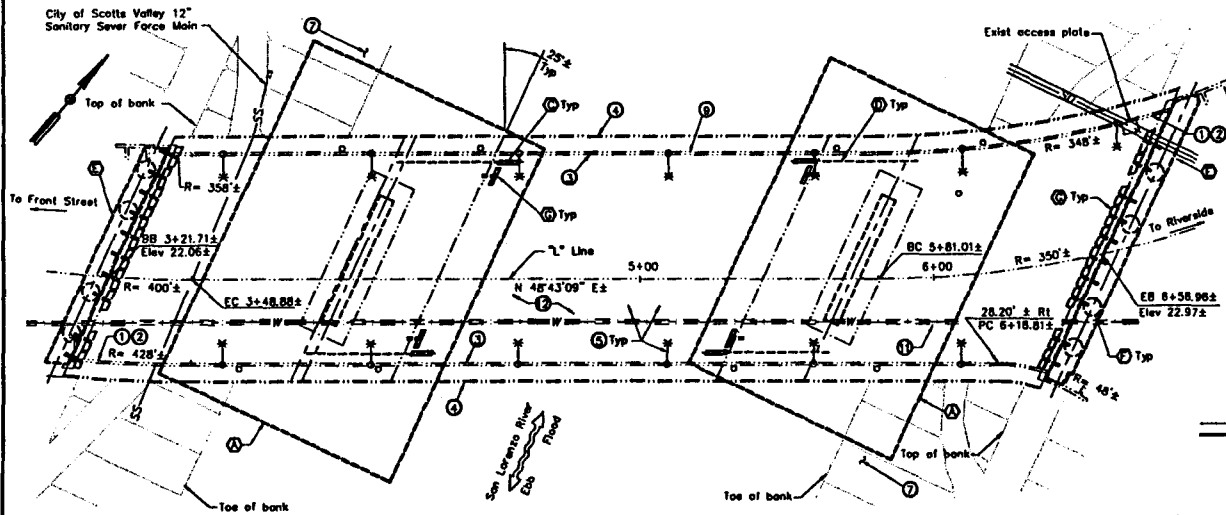 City of Scotts Valley 12"
Sanitary Sewer Force Main
7
25'±
Typ
Exist access plate
Top of bank
SS
C Typ
4
9
D Typ
1 2
R= 358'±
3
R= 348'±
E
E
G Typ
G Typ
To Front Street
To Riverside
BB 3+21.71±
Elev 22.06±
"L" Line
5+00
BC 5+81.01±
6+00
R= 350'±
R= 400'±
EC 3+48.88±
N 48°43'09" E±
12
EB 6+56.96±
Elev 22.97±
W
W
W
28.20' ± Rt
PC 6+18.81±
1 2
R= 428'±
3
5 Typ
11
F Typ
R= 48'±
SS
4
A
A
San Lorenzo River
Flood
Ebb
Top of bank
7
Toe of bank
Toe of bank